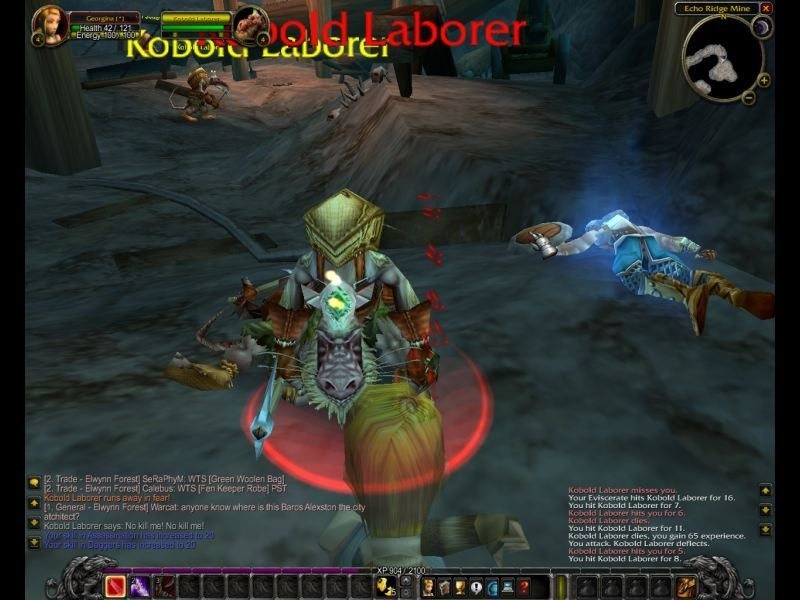 Georgina (*)
Health 42 / 121
Energy 100 / 100
Kobold Laborer
Echo Ridge Mine
N
Kobold Laborer
Kobold Laborer
4
[2. Trade - Elwynn Forest] SeRaPhyM: WTS [Green Woolen Bag]
[2. Trade - Elwynn Forest] Calebus: WTS [Fen Keeper Robe] PST
Kobold Laborer runs away in fear!
[1. General - Elwynn Forest] Warcat: anyone know where is this Baros Alexston the city
atchitect?
Kobold Laborer says: No kill me! No kill me!
Your skill in Assassination has increased to 20
Your skill in Daggers has increased to 20
Kobold Laborer misses you.
Your Eviscerate hits Kobold Laborer for 16.
You hit Kobold Laborer for 7.
Kobold Laborer hits you for 6.
Kobold Laborer dies.
You hit Kobold Laborer for 11.
Kobold Laborer dies, you gain 65 experience.
You attack. Kobold Laborer deflects.
Kobold Laborer hits you for 5.
You hit Kobold Laborer for 8.
XP 904 / 2100